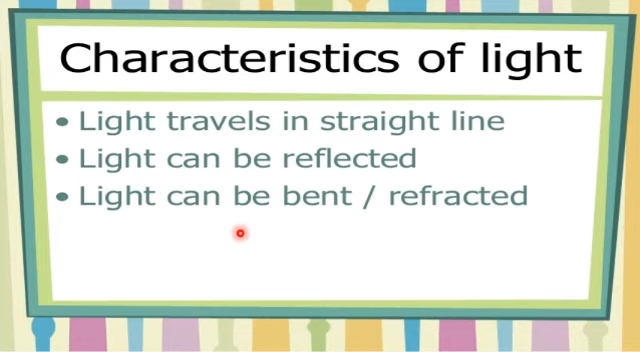 Characteristics of light
• Light travels in straight line
• Light can be reflected
• Light can be bent / refracted